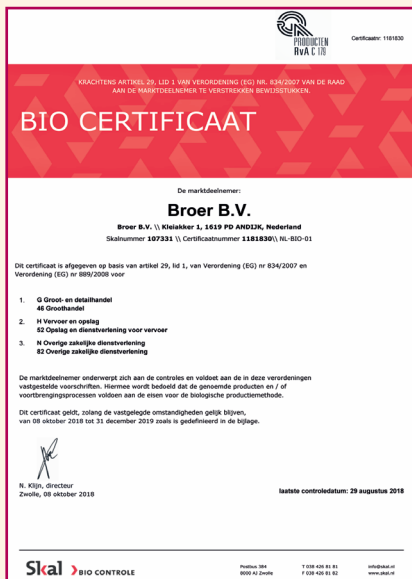 PRODUCTEN
RvA C 179
Certificaatnr: 1181830
KRACHTENS ARTIKEL 29, LID 1 VAN VERORDENING (EG) NR. 834/2007 VAN DE RAAD
AAN DE MARKTDEELNEMER TE VERSTREKKEN BEWIJSSTUKKEN.
BIO CERTIFICAAT
De marktdeelnemer:
Broer B.V.
Broer B.V. \\ Kleiakker 1, 1619 PD ANDIJK, Nederland
Skalnummer 107331 \\ Certificaatnummer 1181830\\ NL-BIO-01
Dit certificaat is afgegeven op basis van artikel 29, lid 1, van Verordening (EG) nr 834/2007 en
Verordening (EG) nr 889/2008 voor
1. G Groot- en detailhandel
46 Groothandel
2. H Vervoer en opslag
52 Opslag en dienstverlening voor vervoer
3. N Overige zakelijke dienstverlening
82 Overige zakelijke dienstverlening
De marktdeelnemer onderwerpt zich aan de controles en voldoet aan de in deze verordeningen
vastgestelde voorschriften. Hiermee wordt bedoeld dat de genoemde producten en / of
voortbrengingsprocessen voldoen aan de eisen voor de biologische productiemethode.
Dit certificaat geldt, zolang de vastgelegde omstandigheden gelijk blijven,
van 08 oktober 2018 tot 31 december 2019 zoals is gedefinieerd in de bijlage.
N. Klijn, directeur
Zwolle, 08 oktober 2018
laatste controledatum: 29 augustus 2018
Skal BIO CONTROLE
Postbus 384
8000 AJ Zwolle
T 038 426 81 81
F 038 426 81 82
info@skal.nl
www.skal.nl